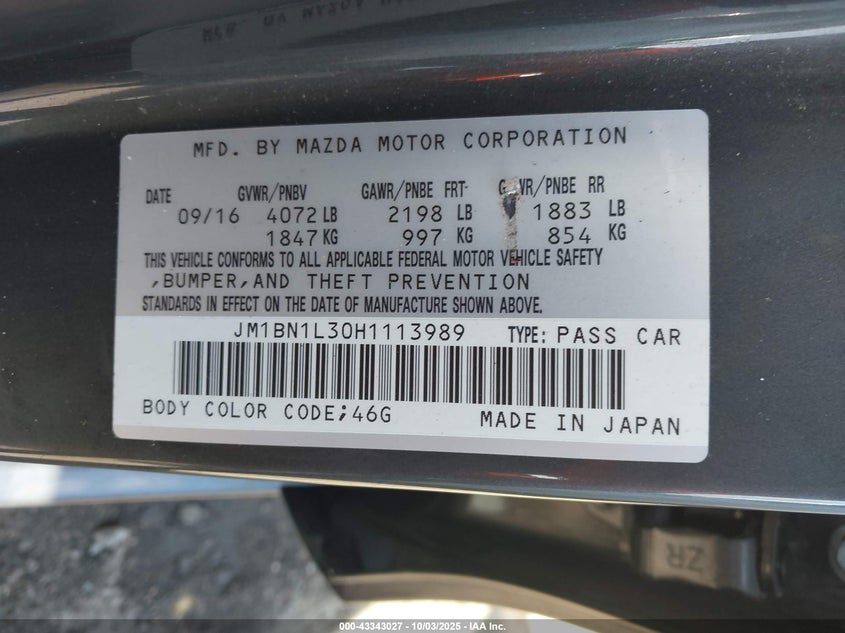 MFD. BY MAZDA MOTOR CORPORATION
DATE GVWR/PNBV GAWR/PNBE FRT GAWR/PNBE RR
09/16 4072 LB 2198 LB 1883 LB
1847 KG 997 KG 854 KG
THIS VEHICLE CONFORMS TO ALL APPLICABLE FEDERAL MOTOR VEHICLE SAFETY
,BUMPER,AND THEFT PREVENTION
STANDARDS IN EFFECT ON THE DATE OF MANUFACTURE SHOWN ABOVE.
JM1BN1L30H1113989 TYPE: PASS CAR
BODY COLOR CODE;46G MADE IN JAPAN
ZR
000-43343027 - 10/03/2025 - IAA Inc.